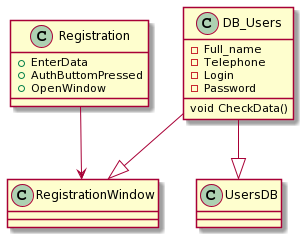 C Registration
EnterData
AuthButtomPressed
OpenWindow
C DB_Users
Full_name
Telephone
Login
Password
void CheckData()
C RegistrationWindow
C UsersDB